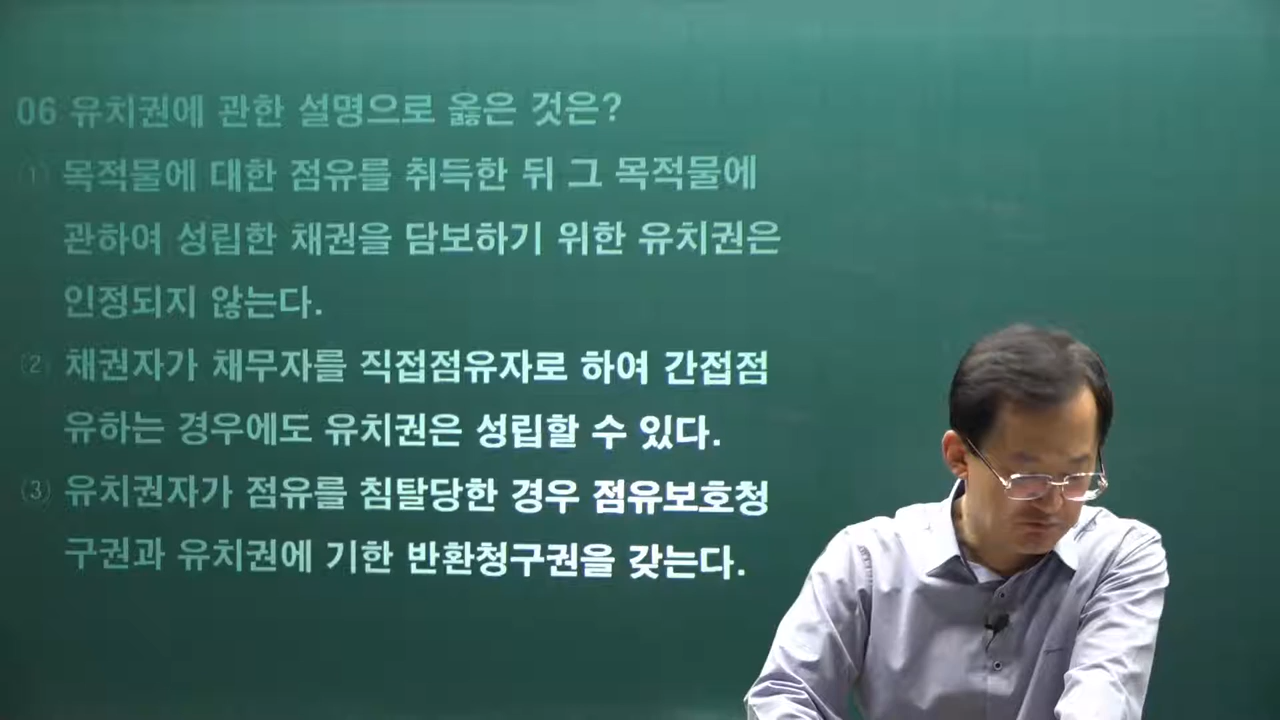 06 유치권에 관한 설명으로 옳은 것은?
(1) 목적물에 대한 점유를 취득한 뒤 그 목적물에
관하여 성립한 채권을 담보하기 위한 유치권은
인정되지 않는다.
(2) 채권자가 채무자를 직접점유자로 하여 간접점
유하는 경우에도 유치권은 성립할 수 있다.
(3) 유치권자가 점유를 침탈당한 경우 점유보호청
구권과 유치권에 기한 반환청구권을 갖는다.